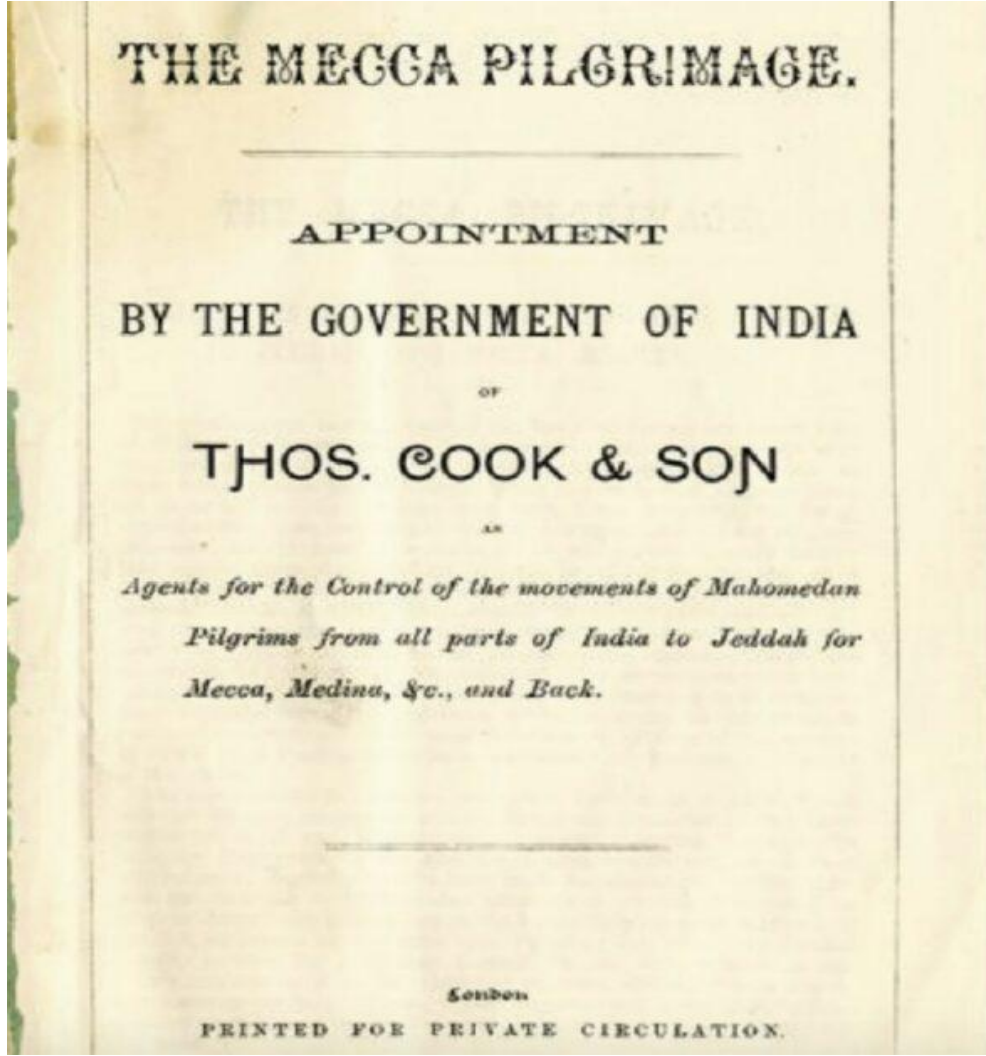 THE MECCA PILGRIMAGE.
APPOINTMENT
BY THE GOVERNMENT OF INDIA
OF
THOS. COOK & SON
AS
Agents for the Control of the movements of Mahomedan
Pilgrims from all parts of India to Jeddah for
Mecca, Medina, &c., and Back.
London
PRINTED FOR PRIVATE CIRCULATION.